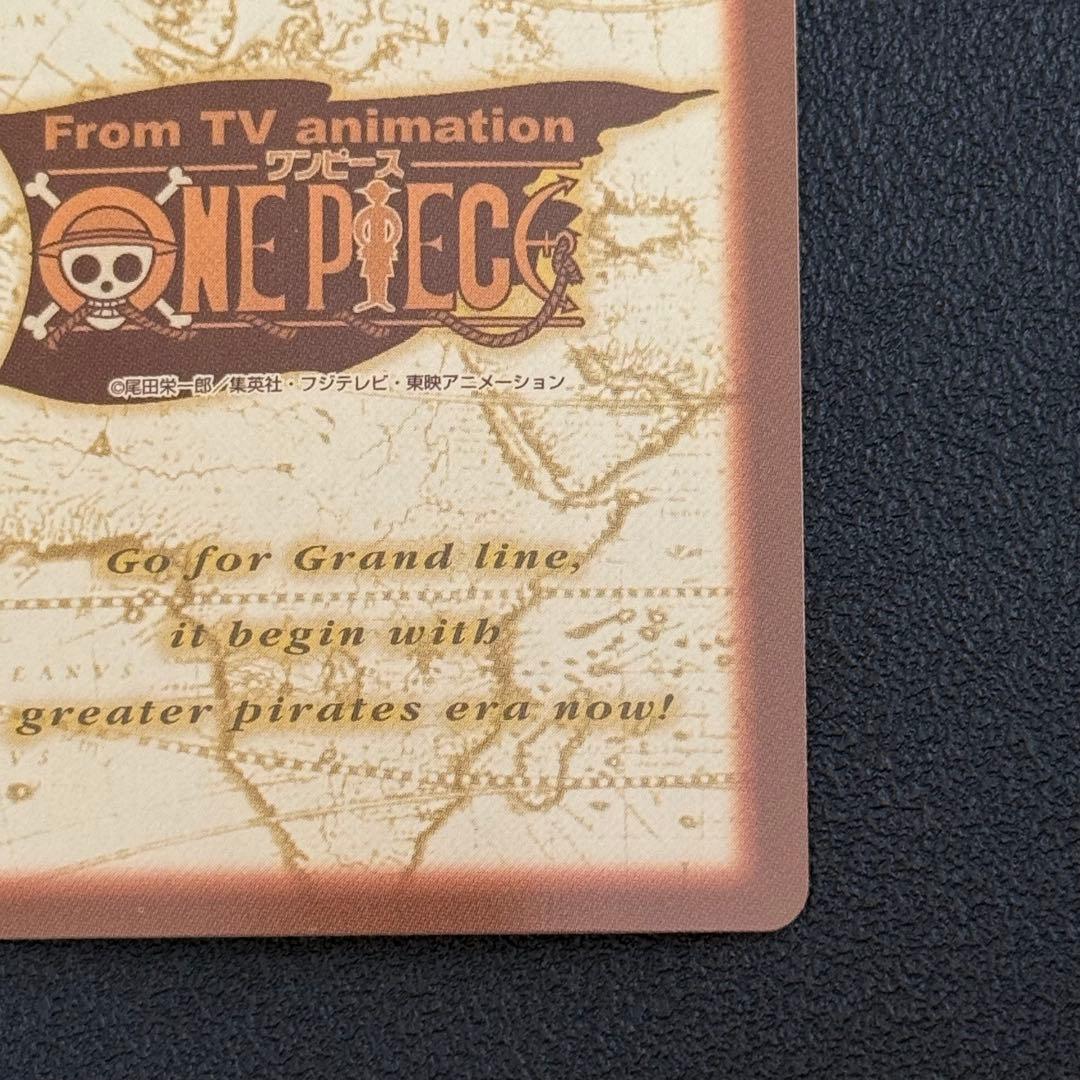 From TV animation
ワンピース
ONE PIECE
©尾田栄一郎／集英社・フジテレビ・東映アニメーション
Go for Grand line,
it begin with
EANVS
greater pirates era now!